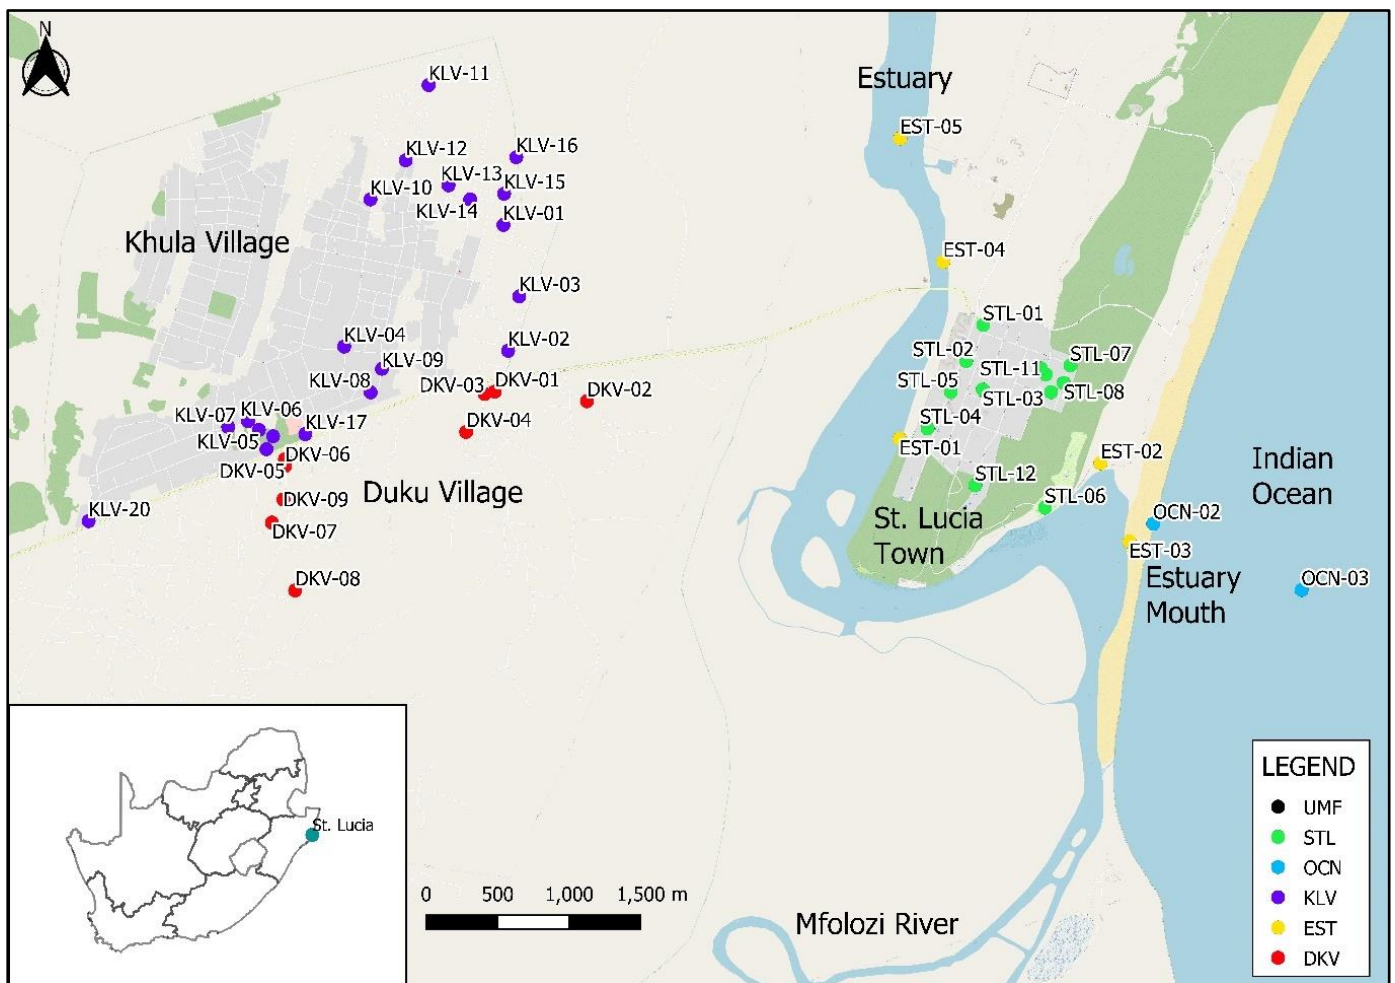 N
KLV-11
Estuary
EST-05
KLV-12
KLV-16
KLV-13
KLV-10
KLV-15
KLV-14
KLV-01
Khula Village
EST-04
KLV-03
STL-01
KLV-04
KLV-02
STL-02
STL-07
KLV-09
STL-11
KLV-08
DKV-03
DKV-01
DKV-02
STL-05
STL-03
STL-08
KLV-07
KLV-06
KLV-17
DKV-04
STL-04
KLV-05
EST-01
EST-02
DKV-06
DKV-05
STL-12
Indian
Ocean
DKV-09
Duku Village
STL-06
KLV-20
DKV-07
St. Lucia
Town
OCN-02
EST-03
DKV-08
Estuary
Mouth
OCN-03
St. Lucia
0 500 1,000 1,500 m
Mfolozi River
LEGEND
UMF
STL
OCN
KLV
EST
DKV